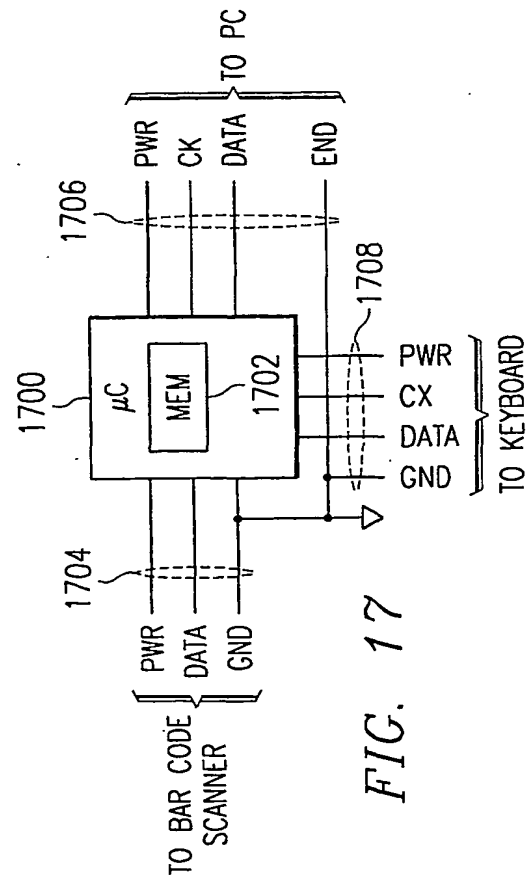 1700
1706
1704
μC
MEM
1702
PWR
DATA
GND
TO BAR CODE
SCANNER
PWR
CK
DATA
END
TO PC
1708
PWR
CX
DATA
GND
TO KEYBOARD
FIG. 17